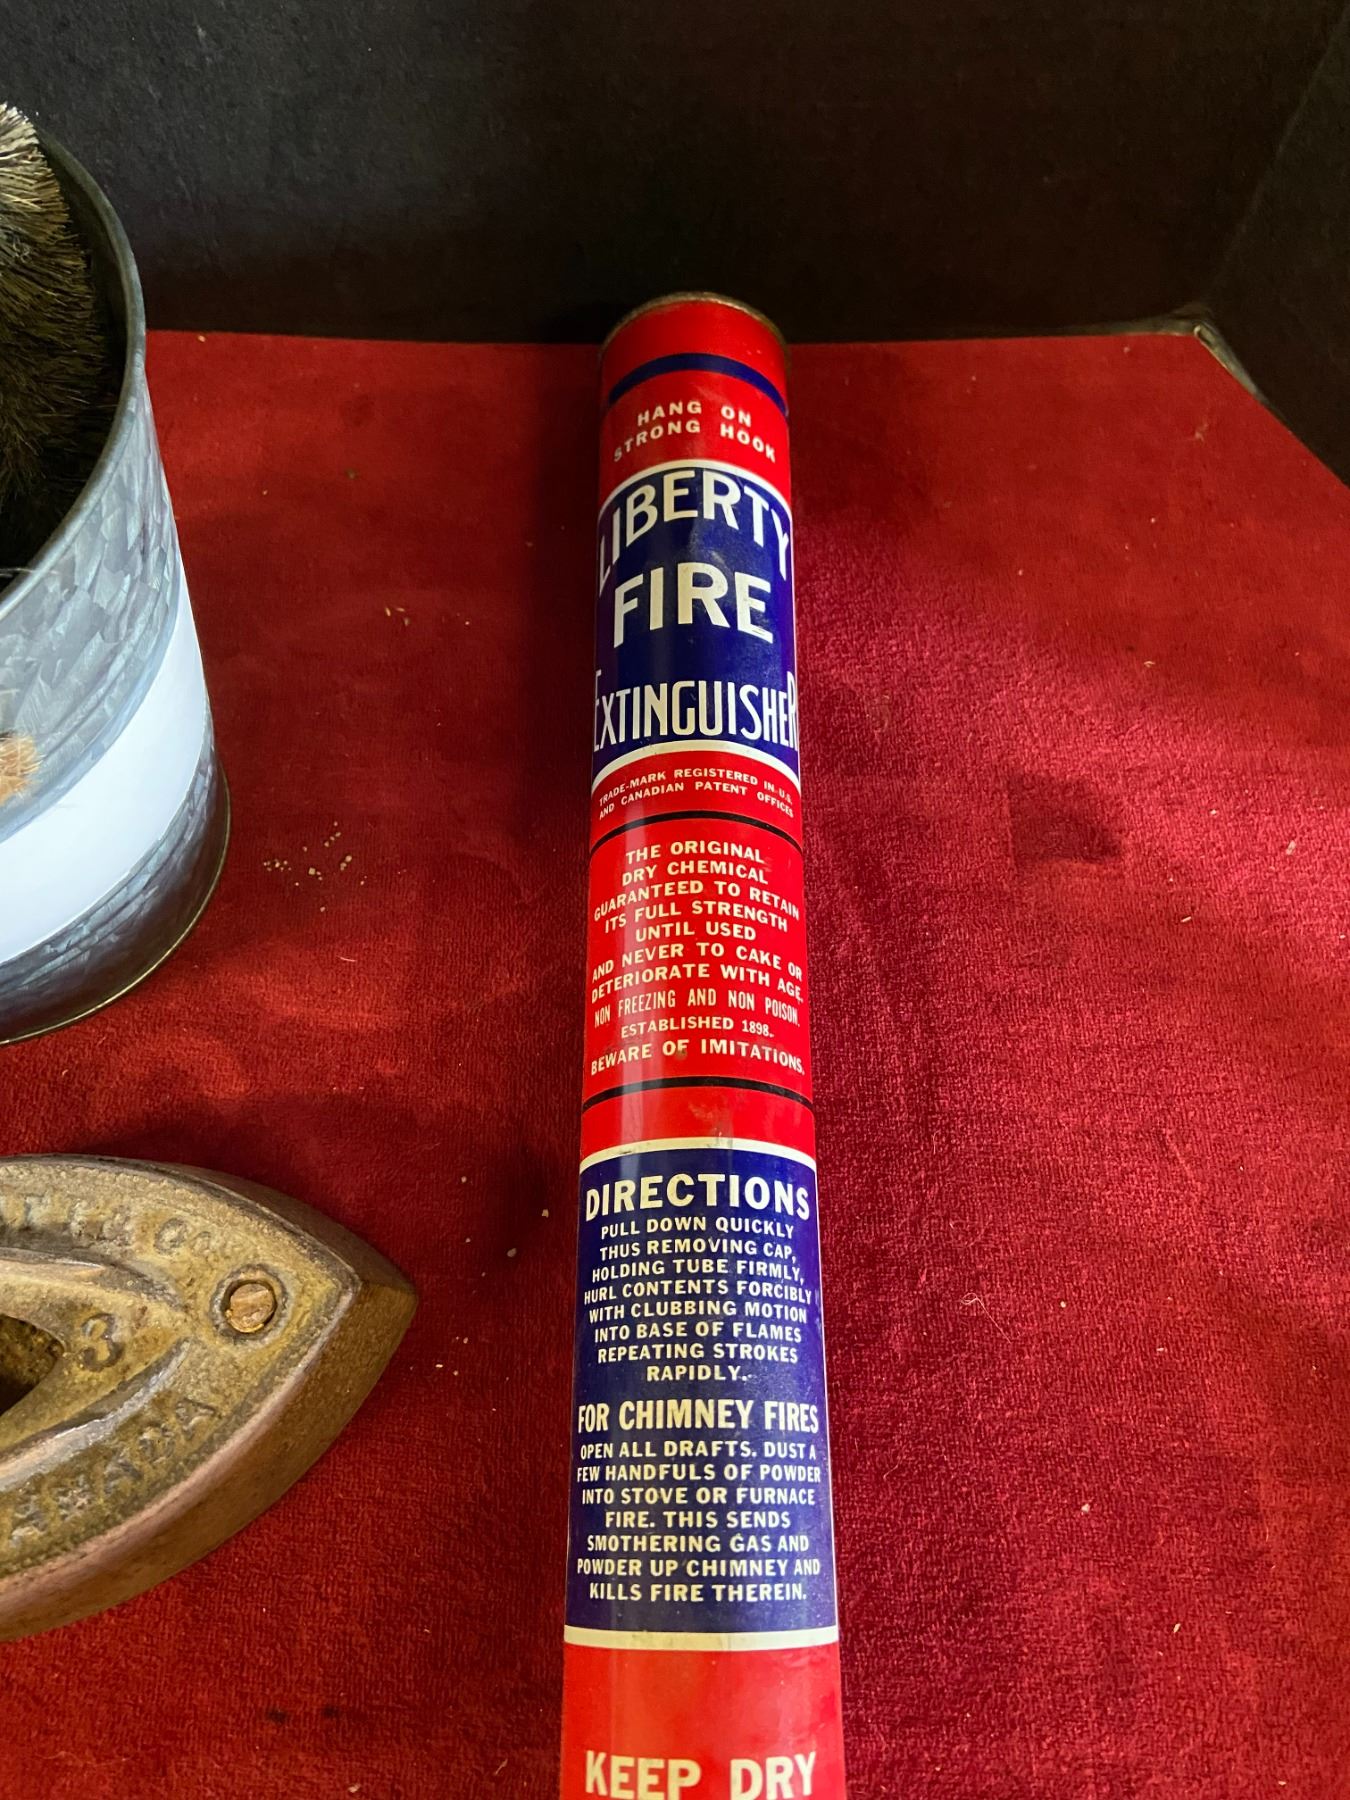 HANG ON
STRONG HOOK
LIBERTY
FIRE
EXTINGUISHER
TRADE-MARK REGISTERED IN U.S.
AND CANADIAN PATENT OFFICES
THE ORIGINAL
DRY CHEMICAL
GUARANTEED TO RETAIN
ITS FULL STRENGTH
UNTIL USED
AND NEVER TO CAKE OR
DETERIORATE WITH AGE.
NON FREEZING AND NON POISON.
ESTABLISHED 1898.
BEWARE OF IMITATIONS.
DIRECTIONS
PULL DOWN QUICKLY
THUS REMOVING CAP,
HOLDING TUBE FIRMLY,
HURL CONTENTS FORCIBLY
WITH CLUBBING MOTION
INTO BASE OF FLAMES
REPEATING STROKES
RAPIDLY.
FOR CHIMNEY FIRES
OPEN ALL DRAFTS. DUST A
FEW HANDFULS OF POWDER
INTO STOVE OR FURNACE
FIRE. THIS SENDS
SMOTHERING GAS AND
POWDER UP CHIMNEY AND
KILLS FIRE THEREIN.
KEEP DRY
3